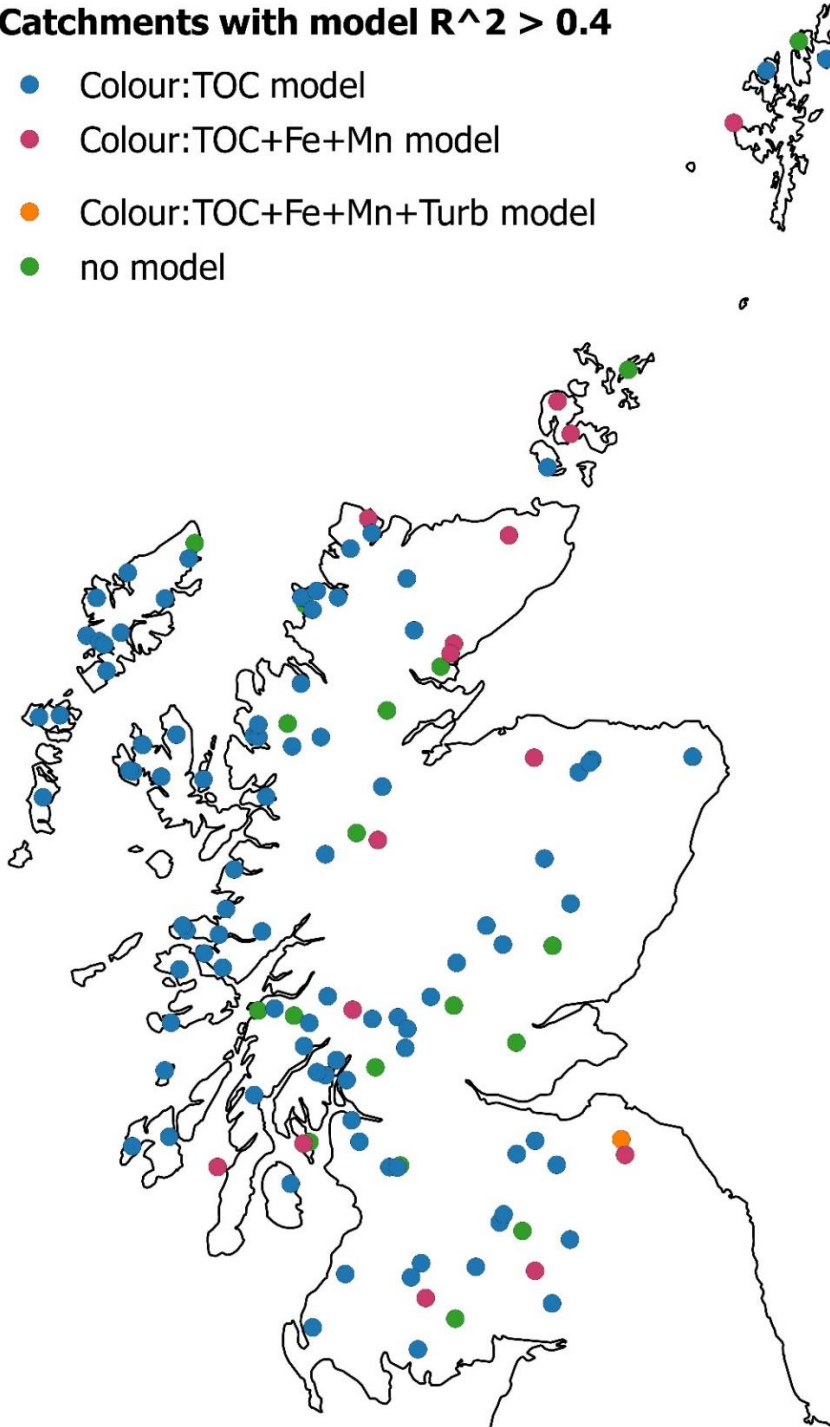 Catchments with model R^2 > 0.4
Colour:TOC model
Colour:TOC+Fe+Mn model
Colour:TOC+Fe+Mn+Turb model
no model